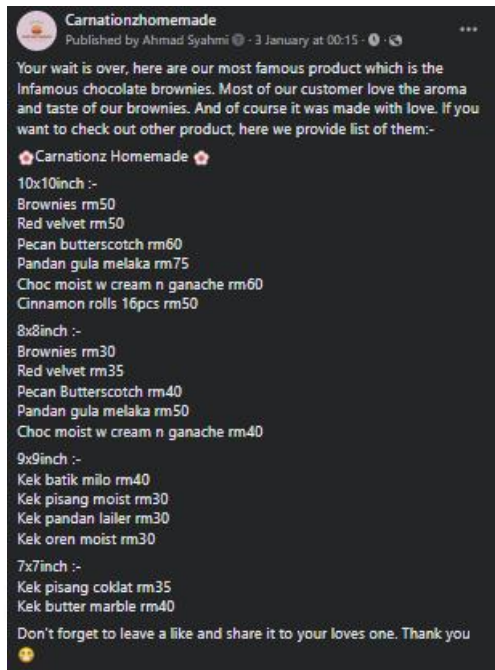 Carnationzhomemade
Published by Ahmad Syahmi · 3 January at 00:15 ·
Your wait is over, here are our most famous product which is the
Infamous chocolate brownies. Most of our customer love the aroma
and taste of our brownies. And of course it was made with love. If you
want to check out other product, here we provide list of them:-
🌸Carnationz Homemade 🌸
10x10inch :-
Brownies rm50
Red velvet rm50
Pecan butterscotch rm60
Pandan gula melaka rm75
Choc moist w cream n ganache rm60
Cinnamon rolls 16pcs rm50
8x8inch :-
Brownies rm30
Red velvet rm35
Pecan Butterscotch rm40
Pandan gula melaka rm50
Choc moist w cream n ganache rm40
9x9inch :-
Kek batik milo rm40
Kek pisang moist rm30
Kek pandan lailer rm30
Kek oren moist rm30
7x7inch :-
Kek pisang coklat rm35
Kek butter marble rm40
Don't forget to leave a like and share it to your loves one. Thank you